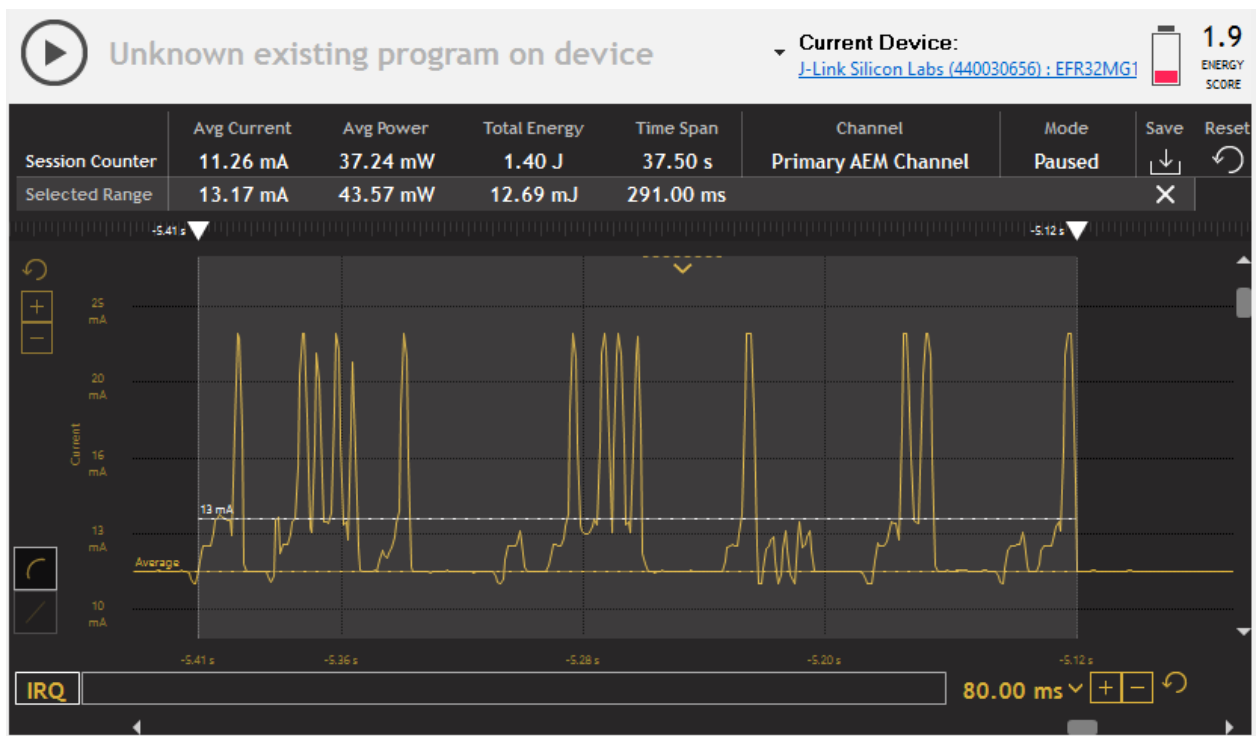 Unknown existing program on device
Current Device:
J-Link Silicon Labs (440030656) : EFR32MG1
1.9
ENERGY
SCORE
Avg Current Avg Power Total Energy Time Span Channel Mode Save Reset
Session Counter 11.26 mA 37.24 mW 1.40 J 37.50 s Primary AEM Channel Paused
Selected Range 13.17 mA 43.57 mW 12.69 mJ 291.00 ms
-5.41 s -5.12 s
25
mA
20
mA
Current
16
mA
13 mA
13
mA
Average
10
mA
-5.41 s -5.36 s -5.28 s -5.20 s -5.12 s
IRQ 80.00 ms